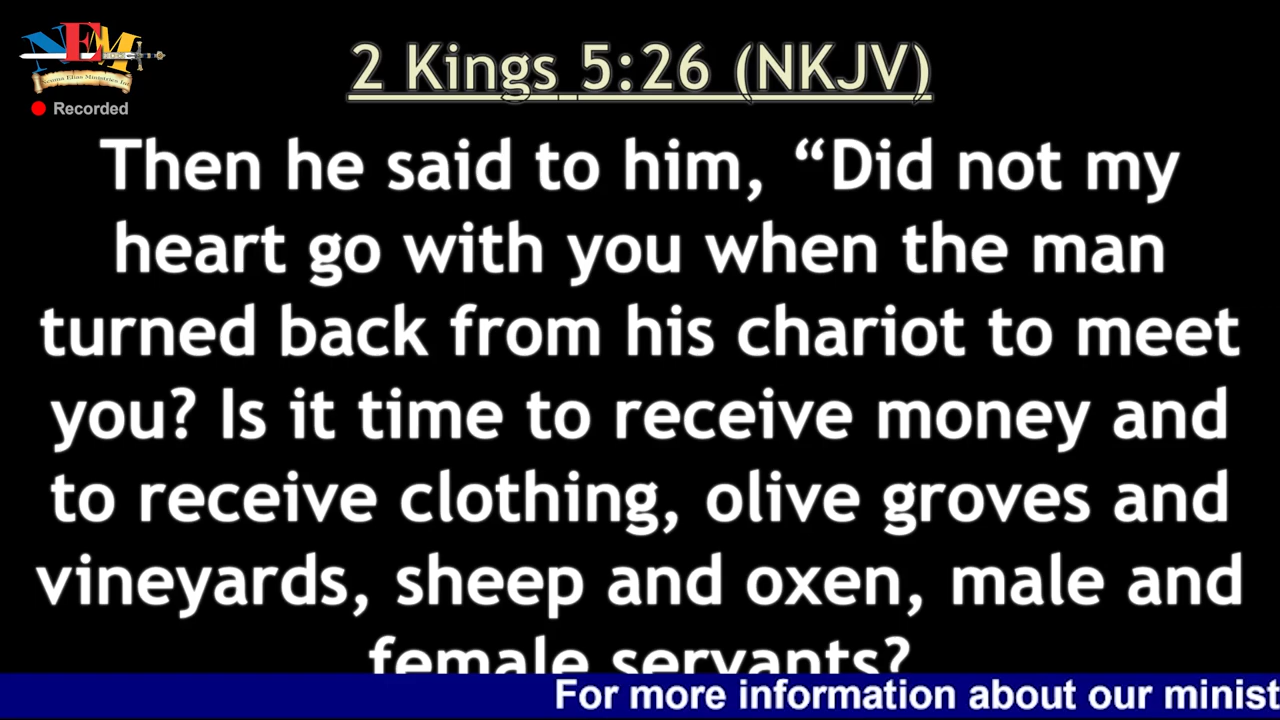 NEM
Recorded
2 Kings 5:26 (NKJV)
Then he said to him, “Did not my
heart go with you when the man
turned back from his chariot to meet
you? Is it time to receive money and
to receive clothing, olive groves and
vineyards, sheep and oxen, male and
female servants?
For more information about our minist